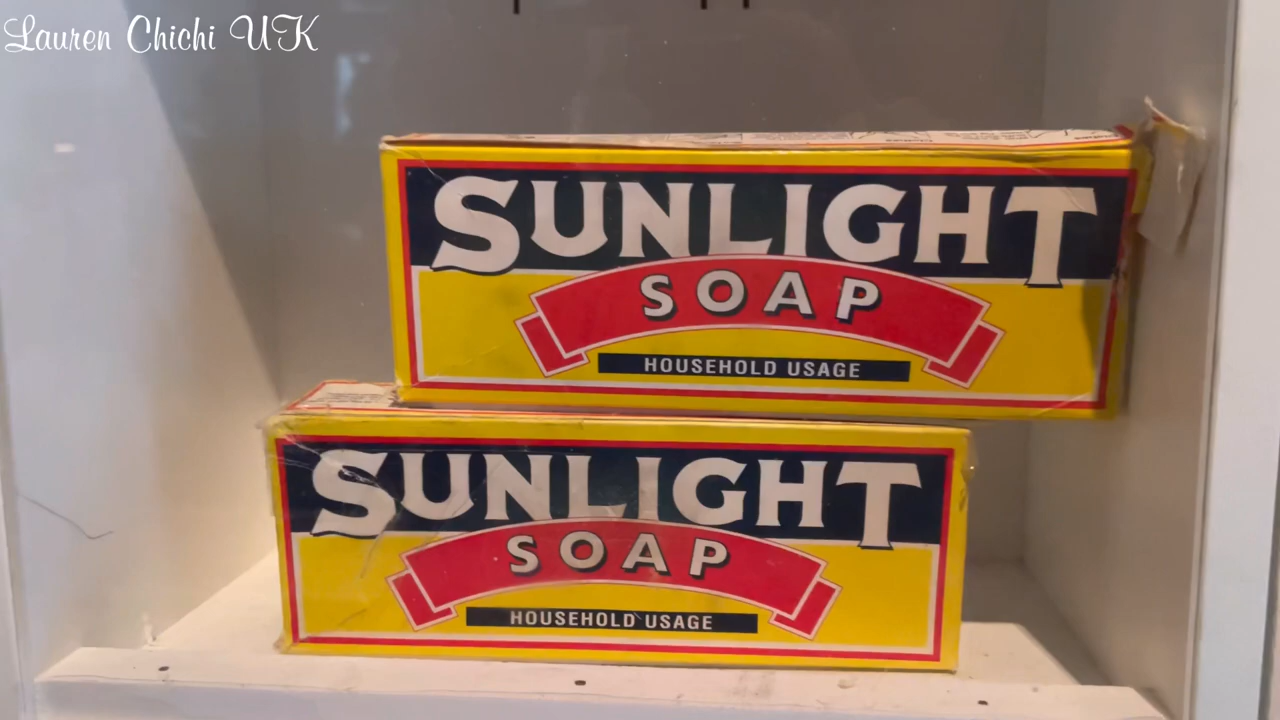 Lauren Chichi UK
SUNLIGHT
SOAP
HOUSEHOLD USAGE
SUNLIGHT
SOAP
HOUSEHOLD USAGE